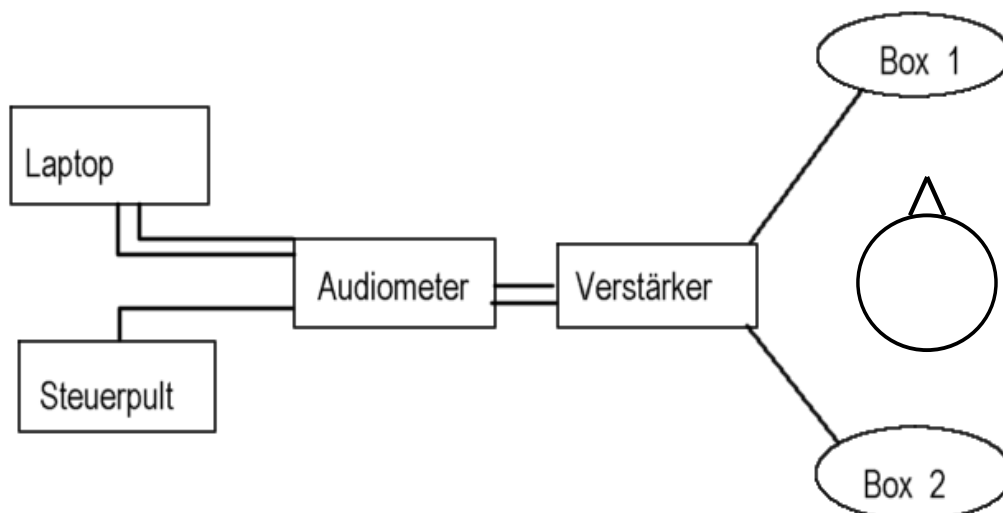 Box 1
Laptop
Audiometer
Verstärker
Steuerpult
Box 2